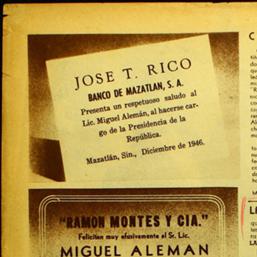 JOSE T. RICO
BANCO DE MAZATLAN, S. A.
Presenta un respetuoso saludo al
Lic. Miguel Alemán, al hacerse car-
go de la Presidencia de la
República.
Mazatlán, Sin., Diciembre de 1946.
"RAMON MONTES Y CIA."
Felicitan muy efusivamente al Sr. Lic.
MIGUEL ALEMAN